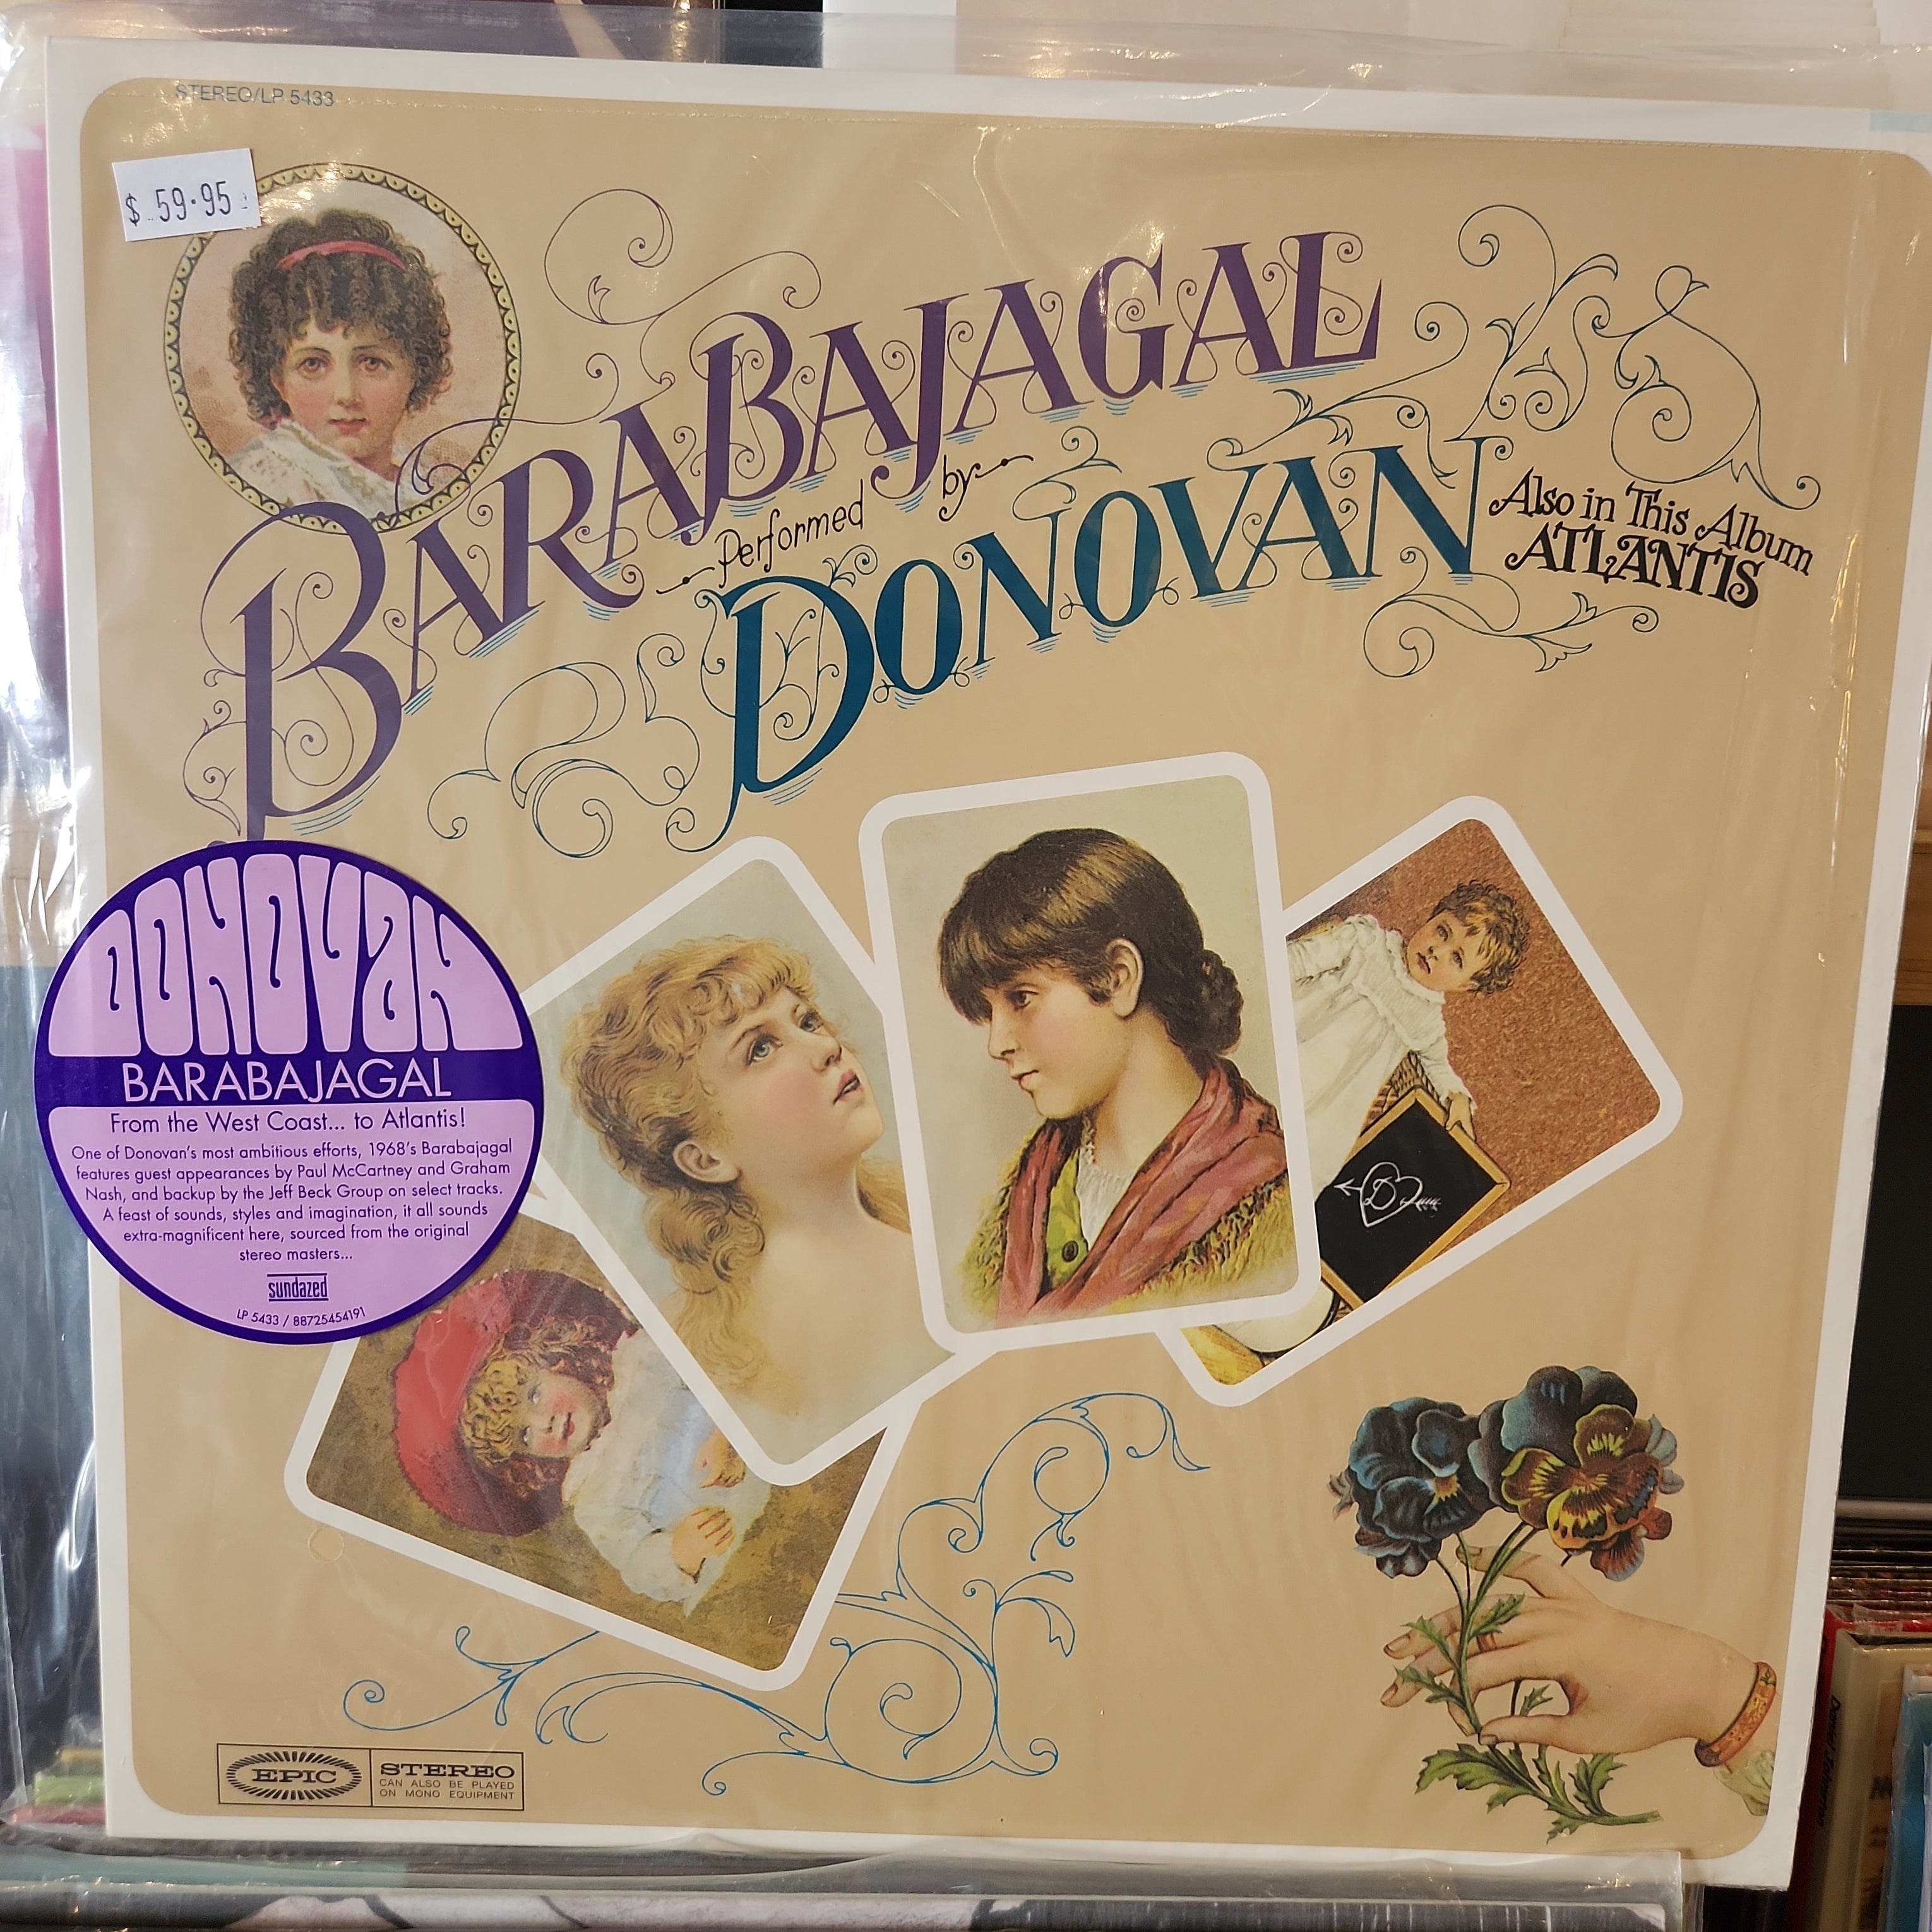 STEREO/LP 5433
$ 59.95
BARABAJAGAL
Performed by
DONOVAN
Also in This Album
ATLANTIS
DONOVAN
BARABAJAGAL
From the West Coast... to Atlantis!
One of Donovan's most ambitious efforts, 1968's Barabajagal
features guest appearances by Paul McCartney and Graham
Nash, and backup by the Jeff Beck Group on select tracks.
A feast of sounds, styles and imagination, it all sounds
extra-magnificent here, sourced from the original
stereo masters...
sundazed
LP 5433 / 88725454191
D
EPIC
STEREO
CAN ALSO BE PLAYED
ON MONO EQUIPMENT